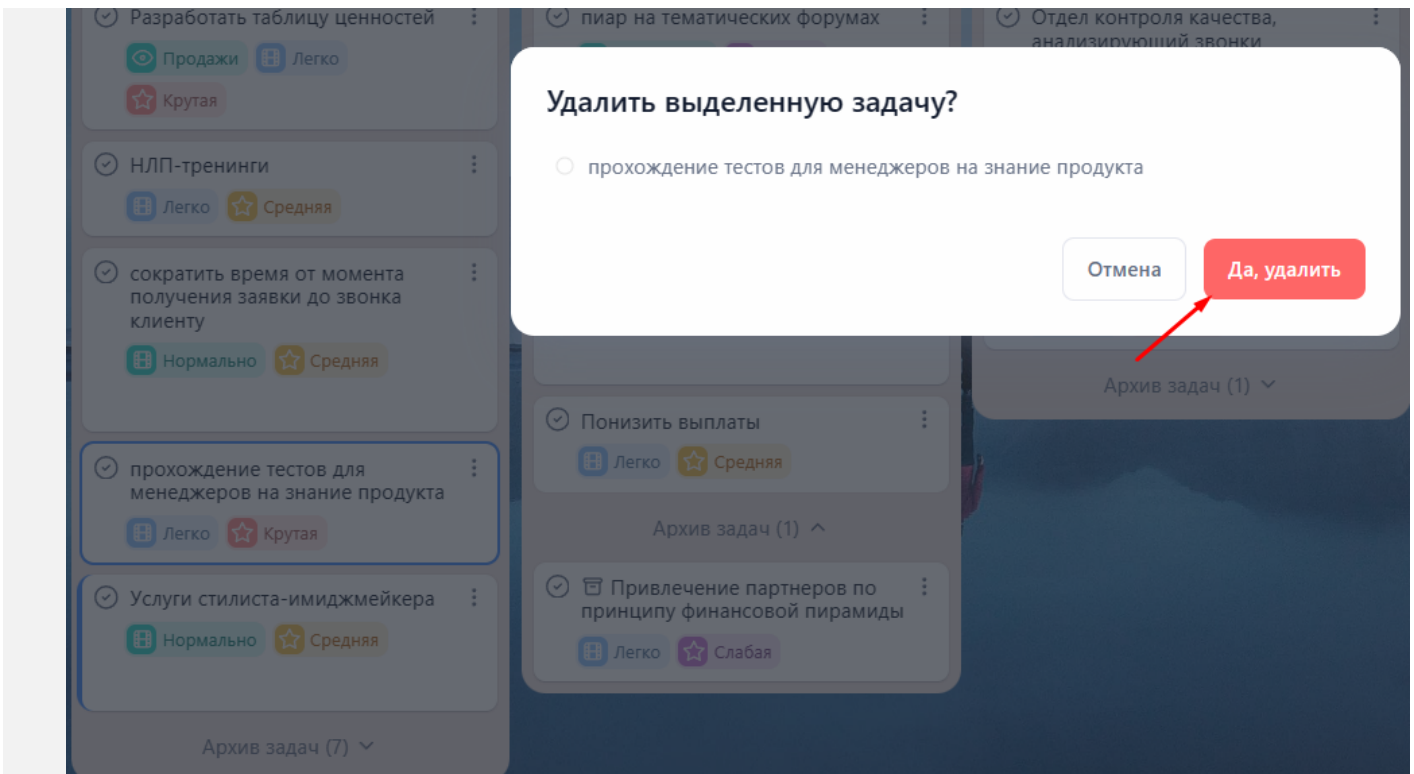 Разработать таблицу ценностей
Продажи Легко
Крутая
НЛП-тренинги
Легко Средняя
сократить время от момента
получения заявки до звонка
клиенту
Нормально Средняя
прохождение тестов для
менеджеров на знание продукта
Легко Крутая
Услуги стилиста-имиджмейкера
Нормально Средняя
Архив задач (7)
пиар на тематических форумах
Отдел контроля качества,
анализирующий звонки
Удалить выделенную задачу?
прохождение тестов для менеджеров на знание продукта
Отмена Да, удалить
Понизить выплаты
Легко Средняя
Архив задач (1)
Привлечение партнеров по
принципу финансовой пирамиды
Легко Слабая
Архив задач (1)